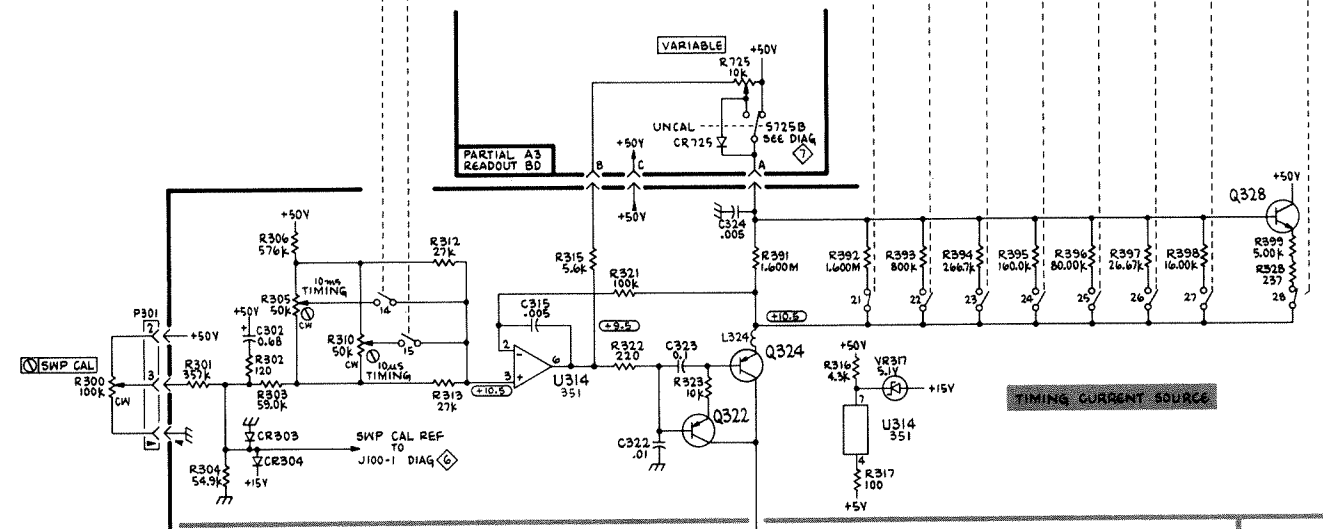 VARIABLE
+50V
R725
10K
UNCAL
S725B
SEE DIAG
7
CR725
PARTIAL A3
READOUT BD
+50V
B
C
A
+50V
C324
.005
Q328
+50V
+50V
R306
576K
R312
27K
R315
5.6K
R321
100K
R391
1.600M
R392
1.600M
R393
800K
R394
266.7K
R395
160.0K
R396
80.00K
R397
26.67K
R398
16.00K
R399
5.00K
R328
237
21
22
23
24
25
26
27
28
10ms
TIMING
R305
50K
CW
14
P301
2
+50V
+50V
+
C302
0.68
R310
50K
CW
15
10µs
TIMING
C315
.005
+9.5
+10.5
L324
SWP CAL
R300
100K
CW
3
R301
357K
R302
120
R303
59.0K
R313
27K
+10.5
2
-
3
+
6
U314
351
R322
220
C323
0.1
R323
10K
Q324
Q322
C322
.01
+50V
R316
4.3K
VR317
5.1V
+15V
7
U314
351
4
R317
100
+5V
TIMING CURRENT SOURCE
CR303
CR304
+15V
R304
54.9K
SWP CAL REF
TO
J100-1 DIAG 6